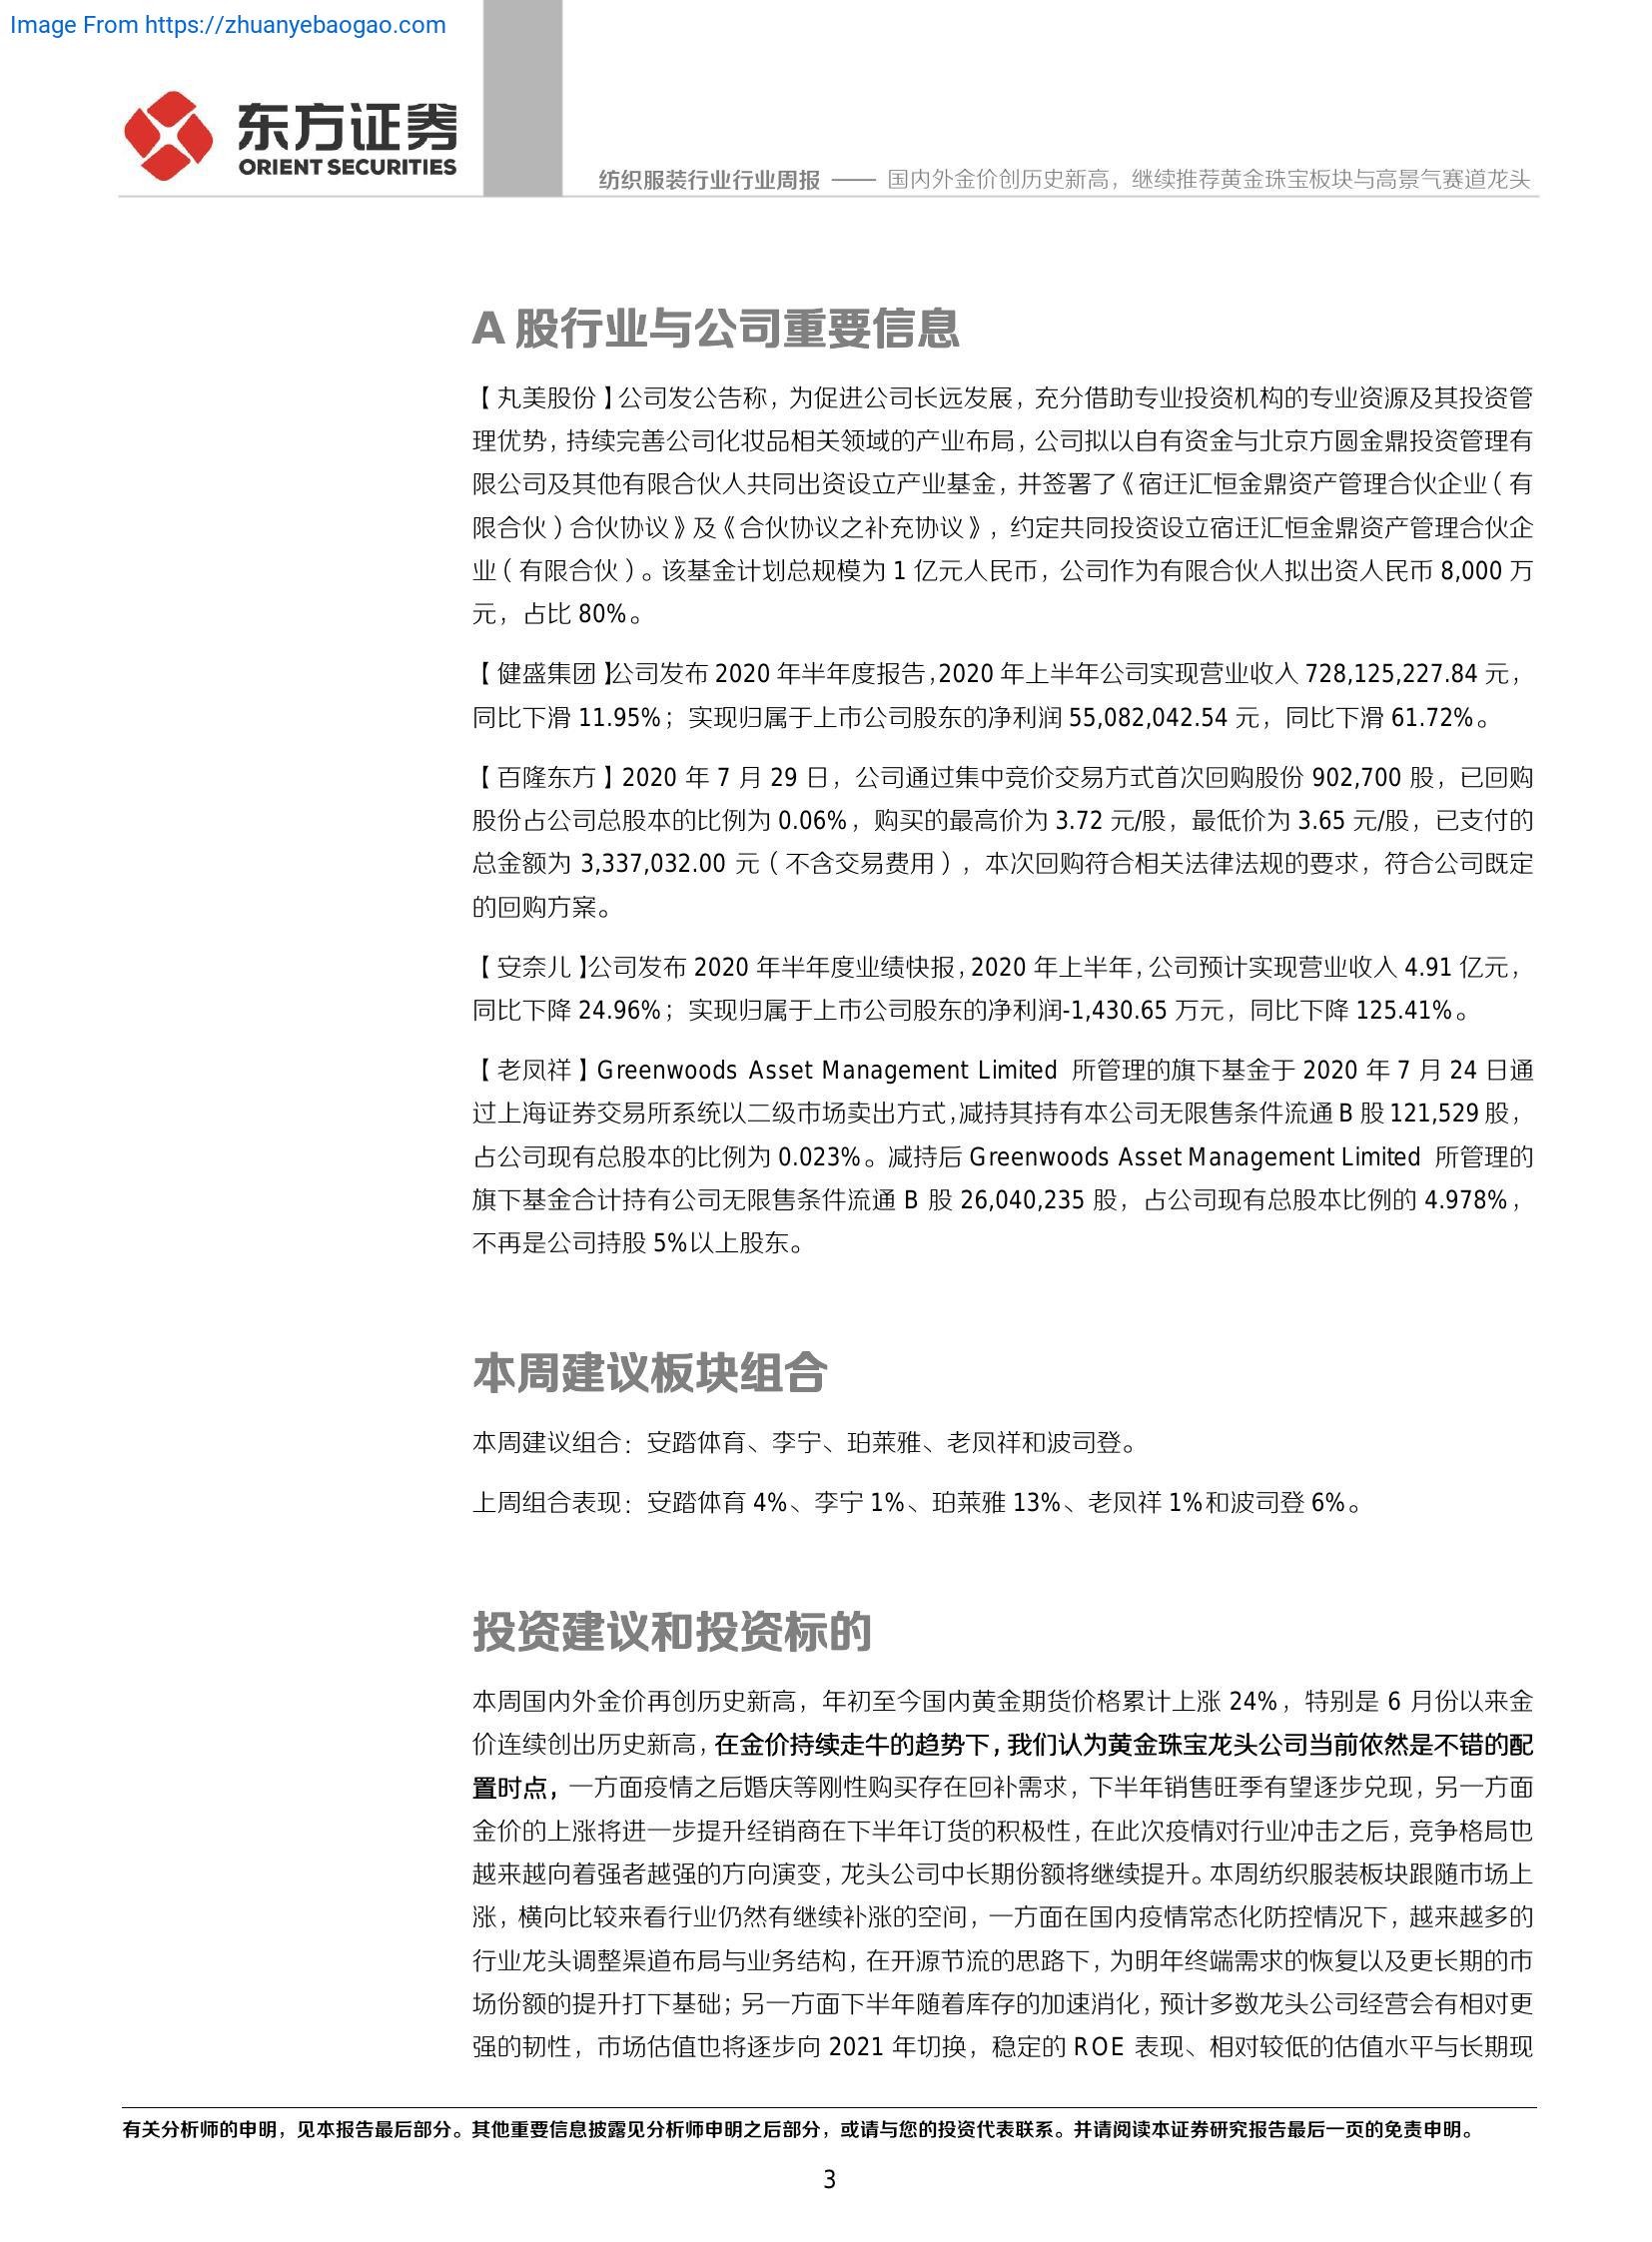 Image From https://zhuanyebaogao.com
东方证券
ORIENT SECURITIES
纺织服装行业行业周报 —— 国内外金价创历史新高，继续推荐黄金珠宝板块与高景气赛道龙头
A 股行业与公司重要信息
【丸美股份】公司发公告称，为促进公司长远发展，充分借助专业投资机构的专业资源及其投资管
理优势，持续完善公司化妆品相关领域的产业布局，公司拟以自有资金与北京方圆金鼎投资管理有
限公司及其他有限合伙人共同出资设立产业基金，并签署了《宿迁汇恒金鼎资产管理合伙企业（有
限合伙）合伙协议》及《合伙协议之补充协议》，约定共同投资设立宿迁汇恒金鼎资产管理合伙企
业（有限合伙）。该基金计划总规模为 1 亿元人民币，公司作为有限合伙人拟出资人民币 8,000 万
元，占比 80%。
【健盛集团】公司发布 2020 年半年度报告，2020 年上半年公司实现营业收入 728,125,227.84 元，
同比下滑 11.95%；实现归属于上市公司股东的净利润 55,082,042.54 元，同比下滑 61.72%。
【百隆东方】2020 年 7 月 29 日，公司通过集中竞价交易方式首次回购股份 902,700 股，已回购
股份占公司总股本的比例为 0.06%，购买的最高价为 3.72 元/股，最低价为 3.65 元/股，已支付的
总金额为 3,337,032.00 元（不含交易费用），本次回购符合相关法律法规的要求，符合公司既定
的回购方案。
【安奈儿】公司发布 2020 年半年度业绩快报，2020 年上半年，公司预计实现营业收入 4.91 亿元，
同比下降 24.96%；实现归属于上市公司股东的净利润-1,430.65 万元，同比下降 125.41%。
【老凤祥】Greenwoods Asset Management Limited 所管理的旗下基金于 2020 年 7 月 24 日通
过上海证券交易所系统以二级市场卖出方式，减持其持有本公司无限售条件流通 B 股 121,529 股，
占公司现有总股本的比例为 0.023%。减持后 Greenwoods Asset Management Limited 所管理的
旗下基金合计持有公司无限售条件流通 B 股 26,040,235 股，占公司现有总股本比例的 4.978%，
不再是公司持股 5%以上股东。
本周建议板块组合
本周建议组合：安踏体育、李宁、珀莱雅、老凤祥和波司登。
上周组合表现：安踏体育 4%、李宁 1%、珀莱雅 13%、老凤祥 1%和波司登 6%。
投资建议和投资标的
本周国内外金价再创历史新高，年初至今国内黄金期货价格累计上涨 24%，特别是 6 月份以来金
价连续创出历史新高，在金价持续走牛的趋势下，我们认为黄金珠宝龙头公司当前依然是不错的配
置时点，一方面疫情之后婚庆等刚性购买存在回补需求，下半年销售旺季有望逐步兑现，另一方面
金价的上涨将进一步提升经销商在下半年订货的积极性，在此次疫情对行业冲击之后，竞争格局也
越来越向着强者越强的方向演变，龙头公司中长期份额将继续提升。本周纺织服装板块跟随市场上
涨，横向比较来看行业仍然有继续补涨的空间，一方面在国内疫情常态化防控情况下，越来越多的
行业龙头调整渠道布局与业务结构，在开源节流的思路下，为明年终端需求的恢复以及更长期的市
场份额的提升打下基础；另一方面下半年随着库存的加速消化，预计多数龙头公司经营会有相对更
强的韧性，市场估值也将逐步向 2021 年切换，稳定的 ROE 表现、相对较低的估值水平与长期现
有关分析师的申明，见本报告最后部分。其他重要信息披露见分析师申明之后部分，或请与您的投资代表联系。并请阅读本证券研究报告最后一页的免责申明。
3